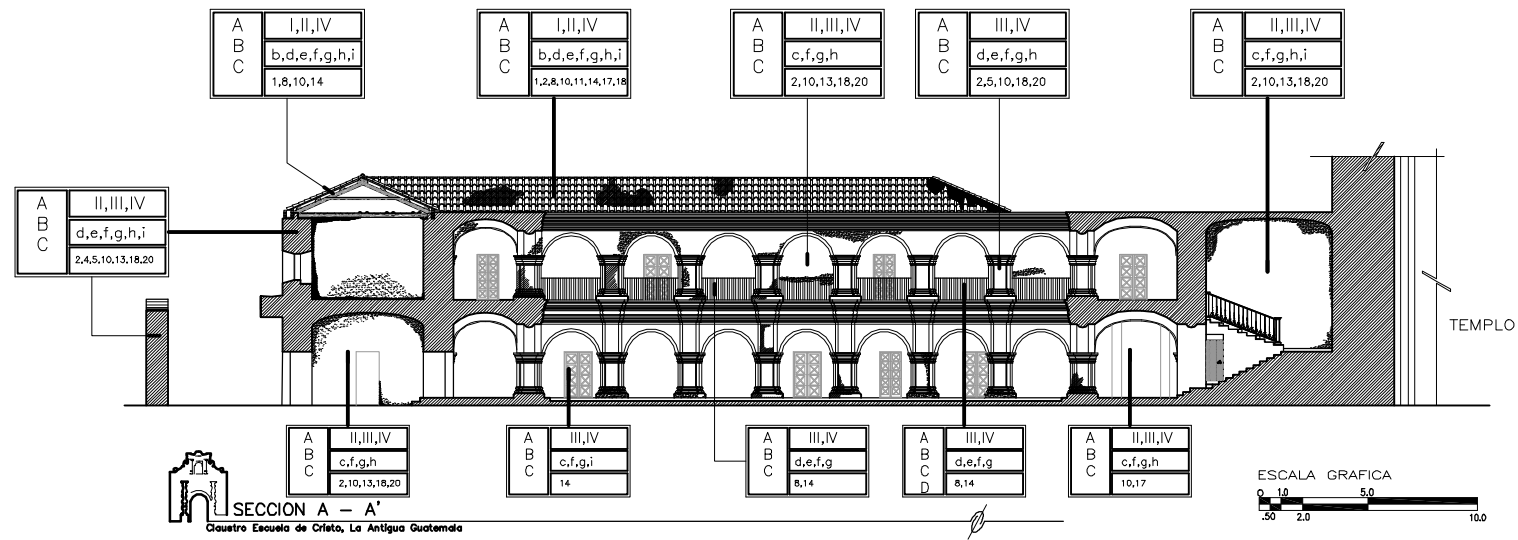 A
B
C
I,II,IV
b,d,e,f,g,h,i
1,8,10,14
A
B
C
I,II,IV
b,d,e,f,g,h,i
1,2,8,10,11,14,17,18
A
B
C
II,III,IV
c,f,g,h
2,10,13,18,20
A
B
C
III,IV
d,e,f,g,h
2,5,10,18,20
A
B
C
II,III,IV
c,f,g,h,i
2,10,13,18,20
A
B
C
II,III,IV
d,e,f,g,h,i
2,4,5,10,13,18,20
TEMPLO
A
B
C
II,III,IV
c,f,g,h
2,10,13,18,20
A
B
C
III,IV
c,f,g,i
14
A
B
C
III,IV
d,e,f,g
8,14
A
B
C
D
III,IV
d,e,f,g
8,14
A
B
C
II,III,IV
c,f,g,h
10,17
SECCION A - A'
Claustro Escuela de Cristo, La Antigua Guatemala
ESCALA GRAFICA
0 1.0 5.0
.50 2.0 10.0